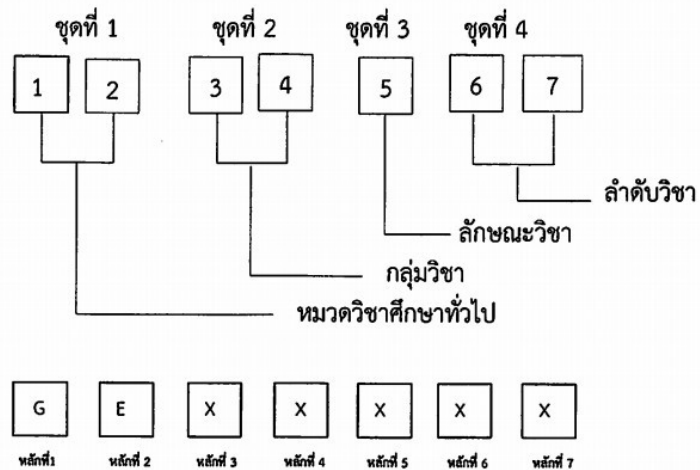 ชุดที่ 1 ชุดที่ 2 ชุดที่ 3 ชุดที่ 4
1 2 3 4 5 6 7
ลำดับวิชา
ลักษณะวิชา
กลุ่มวิชา
หมวดวิชาศึกษาทั่วไป
G E X X X X X
หลักที่1 หลักที่ 2 หลักที่ 3 หลักที่ 4 หลักที่ 5 หลักที่ 6 หลักที่ 7